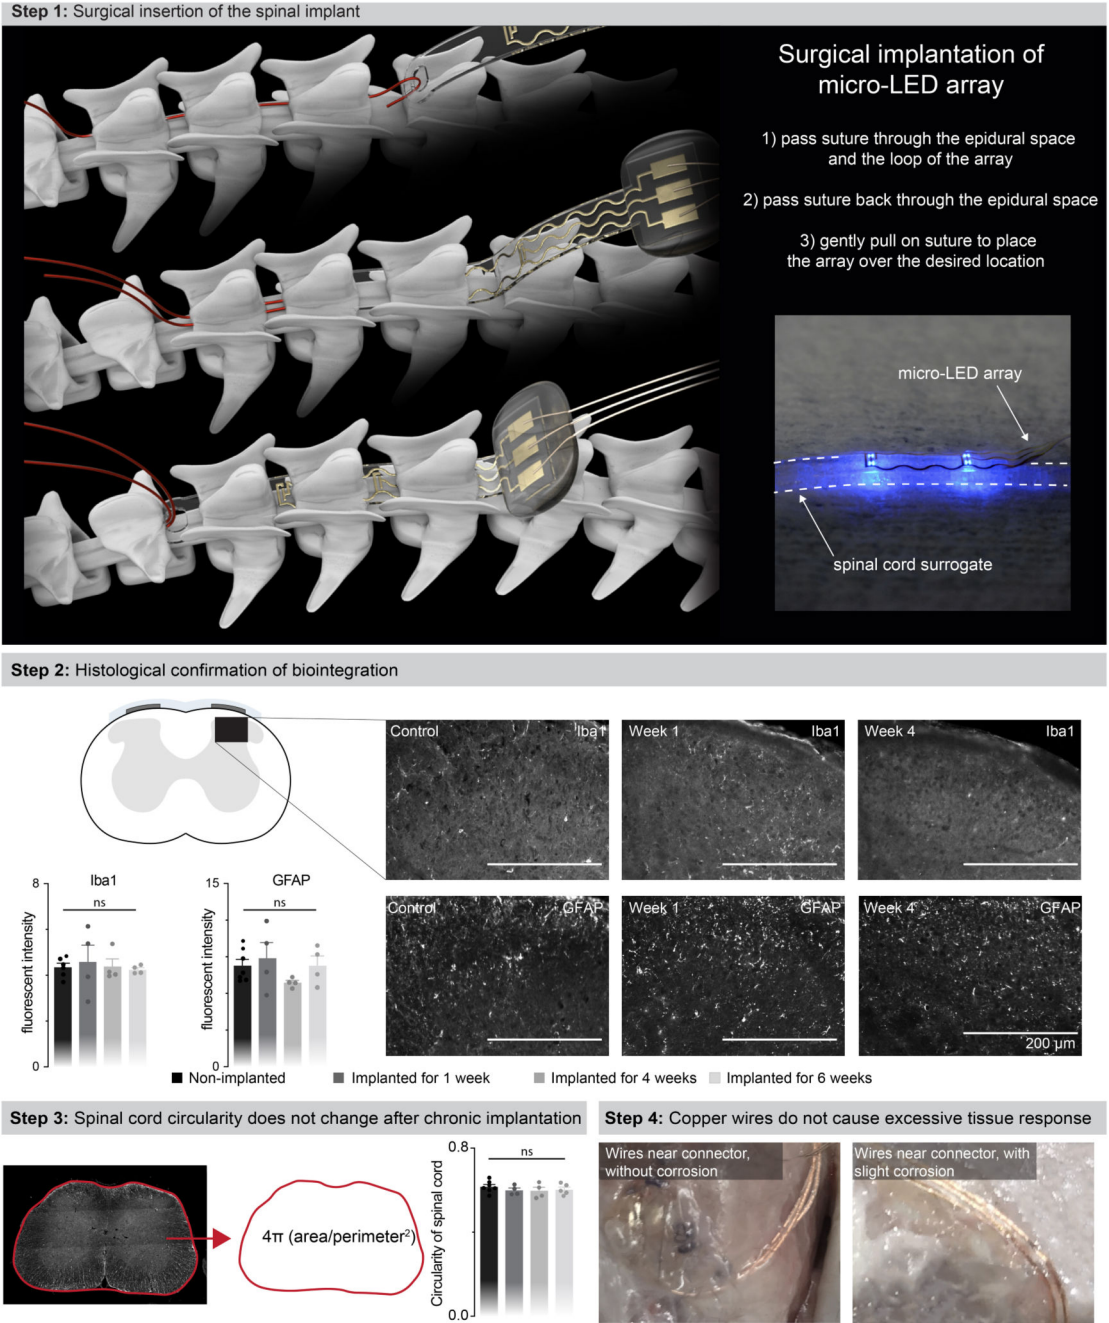 Step 1: Surgical insertion of the spinal implant
Surgical implantation of
micro-LED array
1) pass suture through the epidural space
and the loop of the array
2) pass suture back through the epidural space
3) gently pull on suture to place
the array over the desired location
micro-LED array
spinal cord surrogate
Step 2: Histological confirmation of biointegration
Control
Iba1
Week 1
Iba1
Week 4
Iba1
Control
GFAP
Week 1
GFAP
Week 4
GFAP
200 µm
Iba1
8
ns
fluorescent intensity
0
GFAP
15
ns
fluorescent intensity
0
Non-implanted
Implanted for 1 week
Implanted for 4 weeks
Implanted for 6 weeks
Step 3: Spinal cord circularity does not change after chronic implantation
4π (area/perimeter²)
0.8
ns
Circularity of spinal cord
0.0
Step 4: Copper wires do not cause excessive tissue response
Wires near connector,
without corrosion
Wires near connector, with
slight corrosion